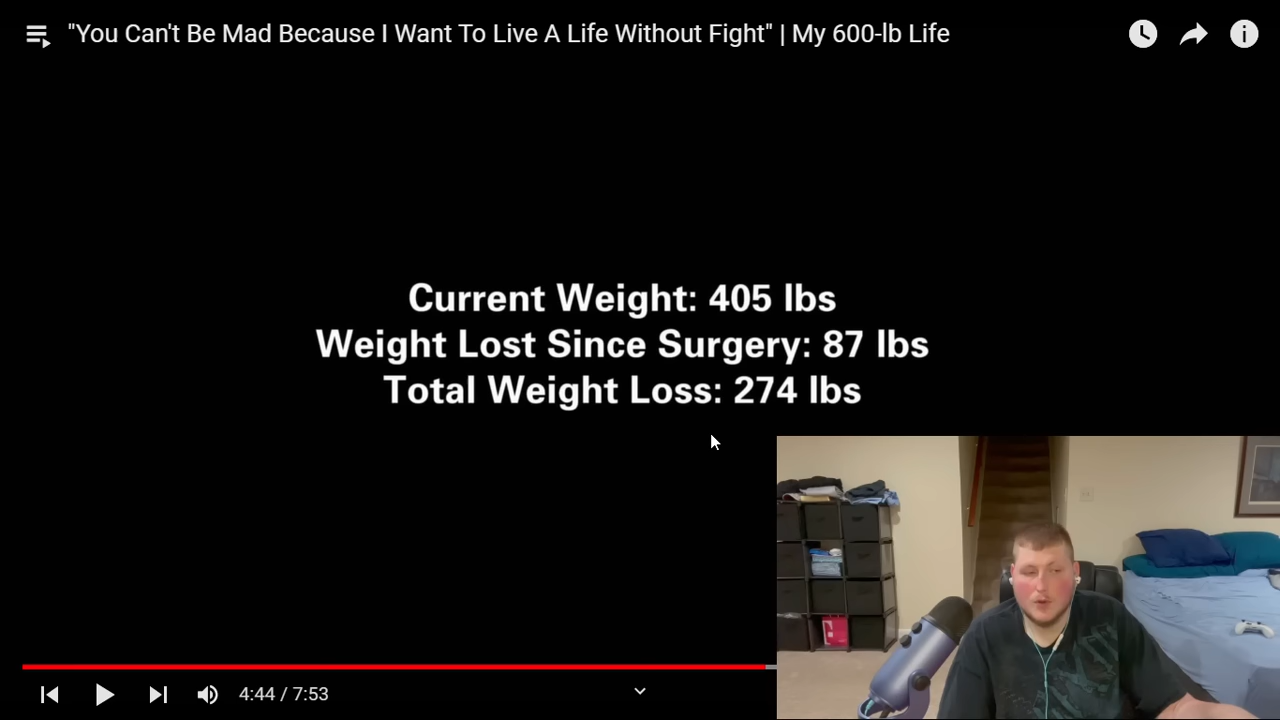 "You Can't Be Mad Because I Want To Live A Life Without Fight" | My 600-lb Life
Current Weight: 405 lbs
Weight Lost Since Surgery: 87 lbs
Total Weight Loss: 274 lbs
4:44 / 7:53